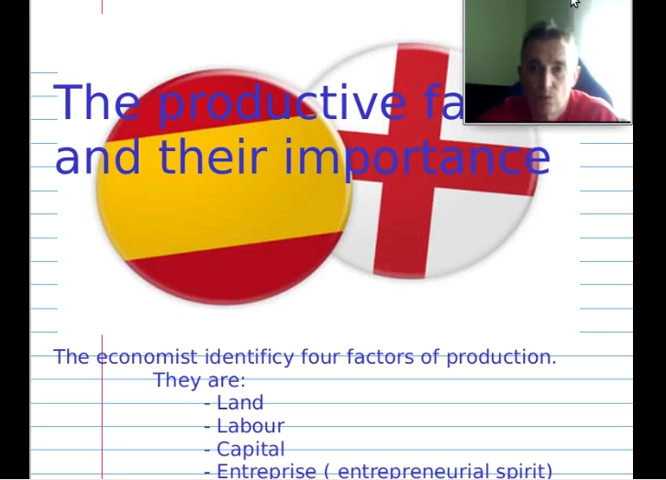 The productive fa
and their importance
The economist identificy four factors of production.
They are:
- Land
- Labour
- Capital
- Entreprise ( entrepreneurial spirit)